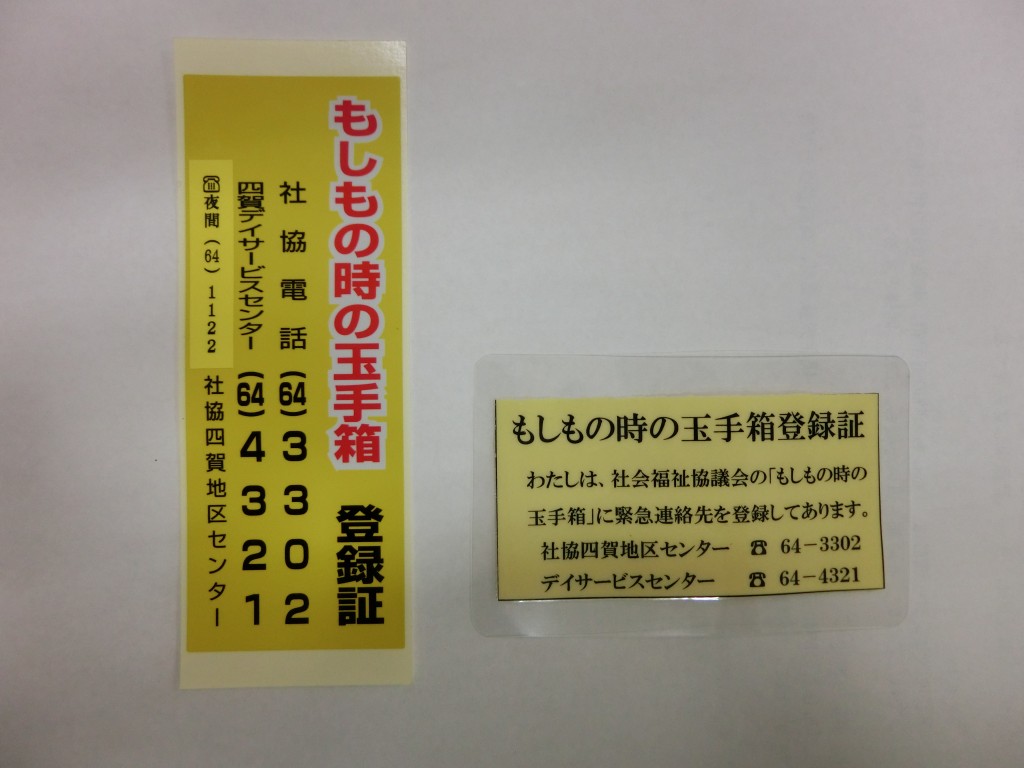 もしもの時の玉手箱 登録証
社協電話(64)3302
四賀デイサービスセンター(64)4321
☎夜間(64)1122
社協四賀地区センター
もしもの時の玉手箱登録証
わたしは、社会福祉協議会の「もしもの時の
玉手箱」に緊急連絡先を登録してあります。
社協四賀地区センター ☎ 64-3302
デイサービスセンター ☎ 64-4321